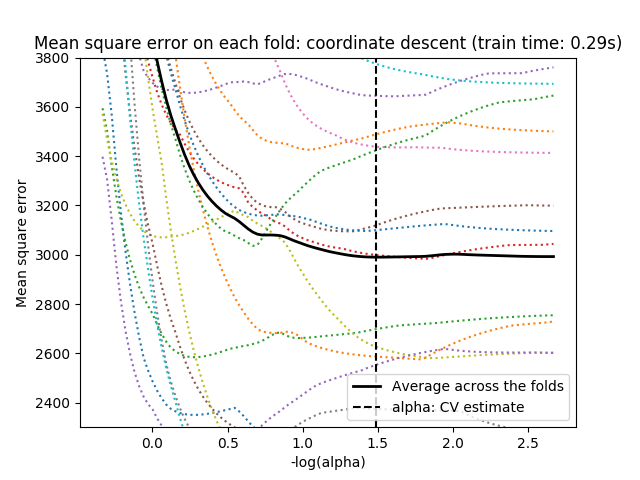 Mean square error on each fold: coordinate descent (train time: 0.29s)
3800
3600
3400
3200
3000
2800
2600
2400
Mean square error
Average across the folds
alpha: CV estimate
0.0 0.5 1.0 1.5 2.0 2.5
-log(alpha)